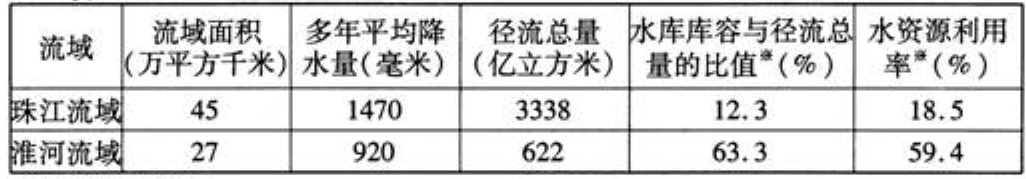 流域 流域面积(万平方千米) 多年平均降水量(毫米) 径流总量(亿立方米) 水库库容与径流总量的比值※(%) 水资源利用率※(%)
珠江流域 45 1470 3338 12.3 18.5
淮河流域 27 920 622 63.3 59.4